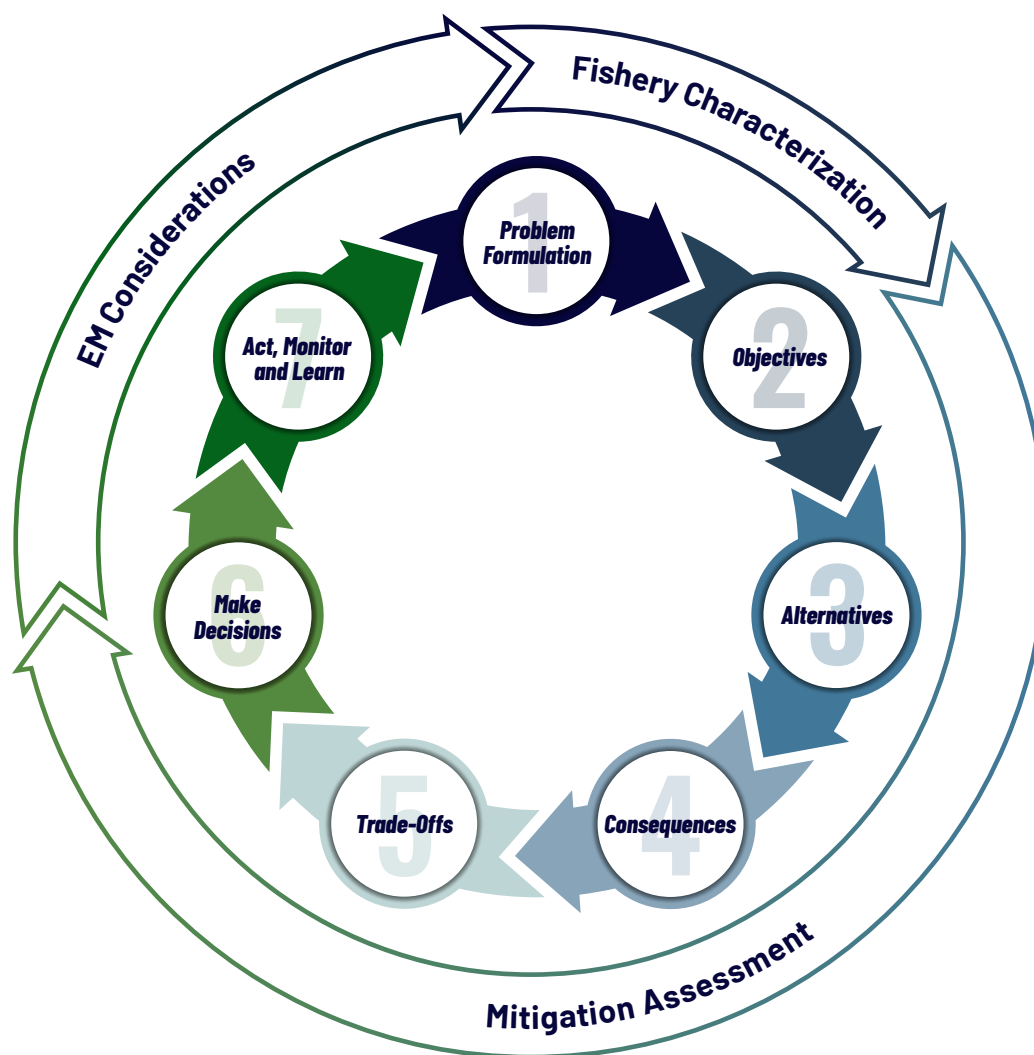 Fishery Characterization
EM Considerations
Mitigation Assessment
1
Problem
Formulation
2
Objectives
3
Alternatives
4
Consequences
5
Trade-Offs
6
Make
Decisions
7
Act, Monitor
and Learn